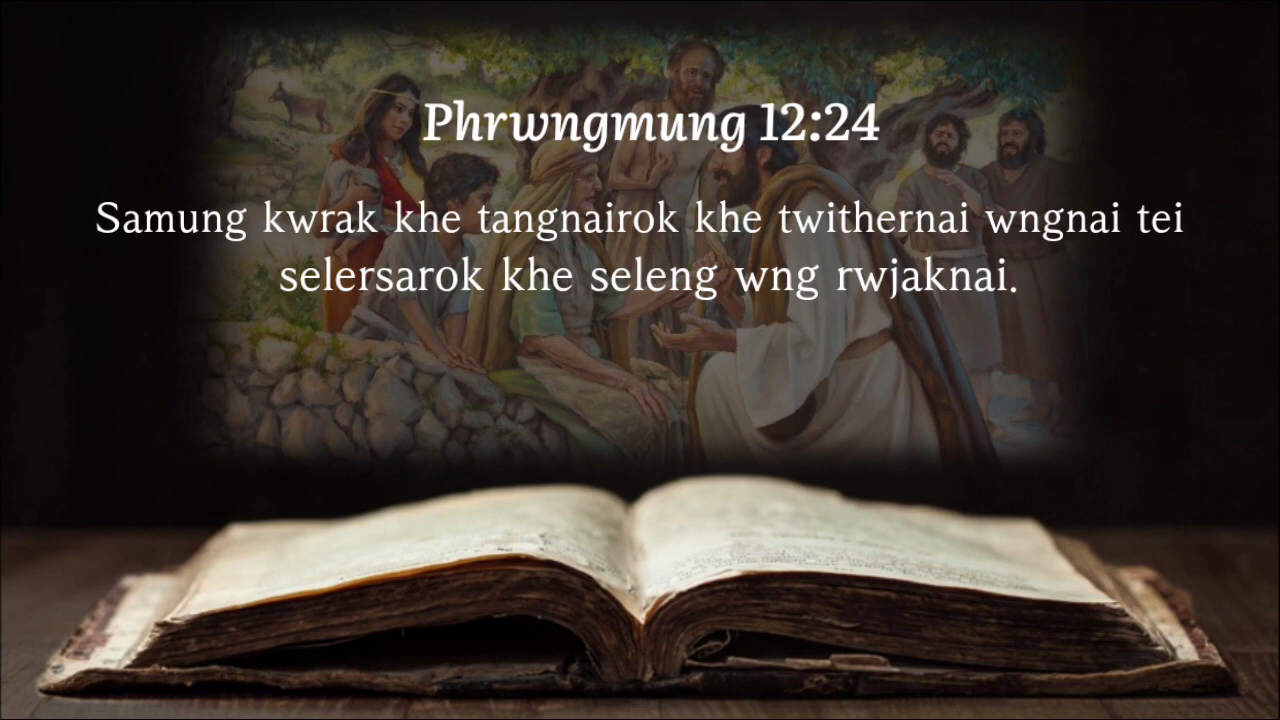 Phrwngmung 12:24
Samung kwrak khe tangnairok khe twithernai wngnai tei
selersarok khe seleng wng rwjaknai.